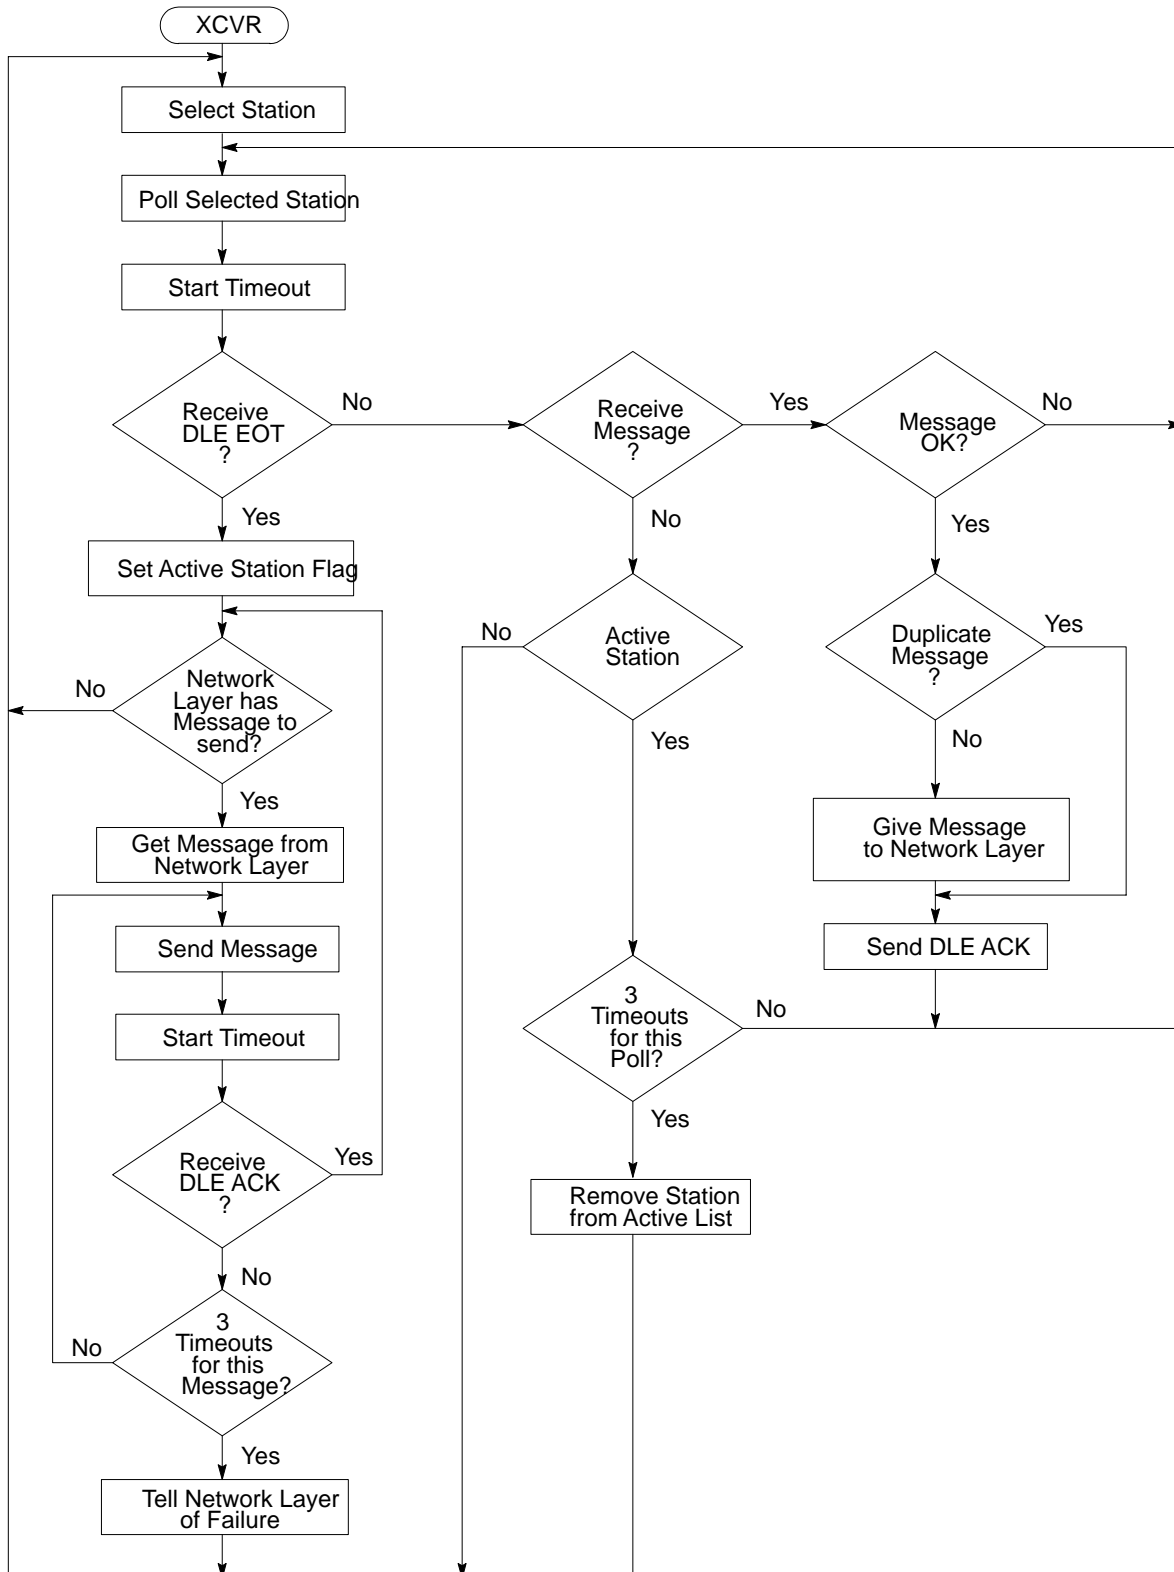 XCVR
Select Station
Poll Selected Station
Start Timeout
Receive
DLE EOT
?
No
Receive
Message
?
Yes
Message
OK?
No
Yes
No
Yes
Set Active Station Flag
No
Active
Station
Duplicate
Message
?
Yes
No
Network
Layer has
Message to
send?
Yes
No
Yes
Get Message from
Network Layer
Give Message
to Network Layer
Send Message
Send DLE ACK
Start Timeout
3
Timeouts
for this
Poll?
No
Yes
Receive
DLE ACK
?
Yes
Remove Station
from Active List
No
3
Timeouts
for this
Message?
No
Yes
Tell Network Layer
of Failure